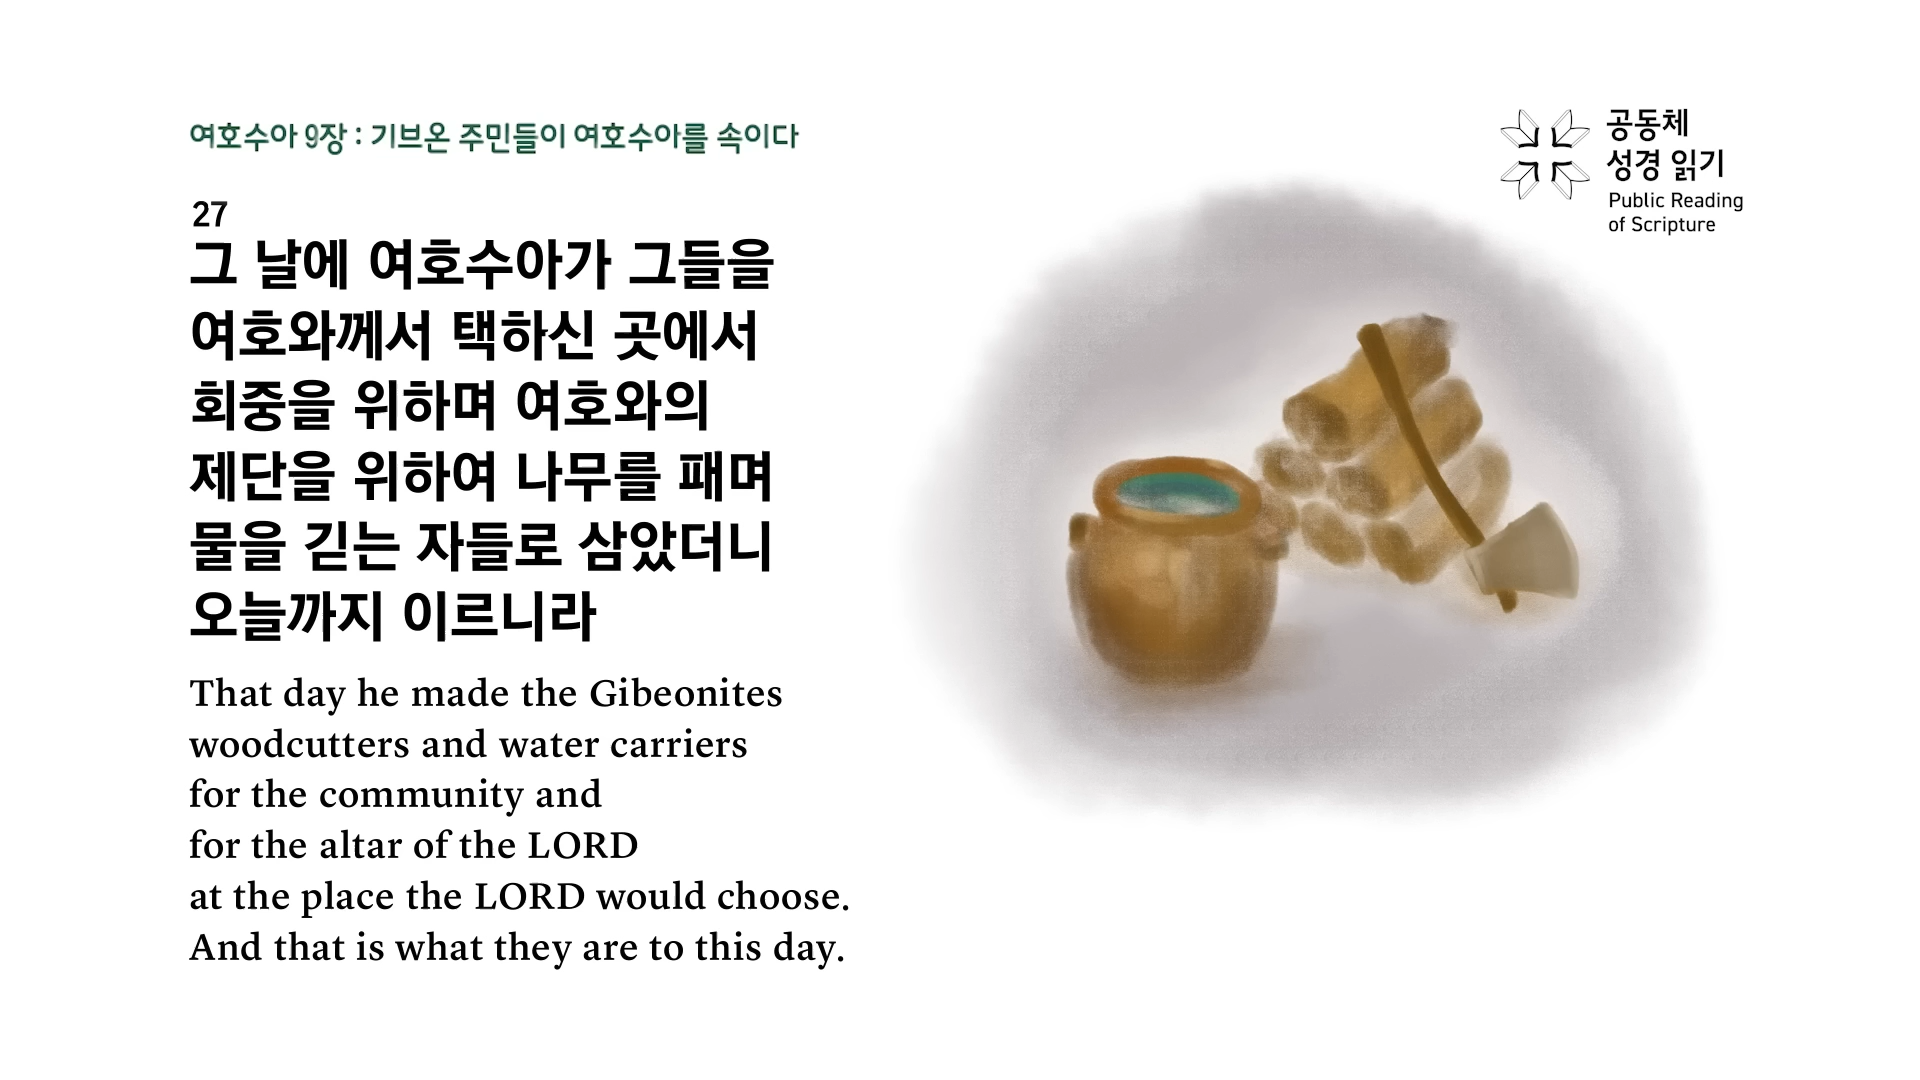 여호수아 9장 : 기브온 주민들이 여호수아를 속이다
27
그 날에 여호수아가 그들을
여호와께서 택하신 곳에서
회중을 위하며 여호와의
제단을 위하여 나무를 패며
물을 긷는 자들로 삼았더니
오늘까지 이르니라
That day he made the Gibeonites
woodcutters and water carriers
for the community and
for the altar of the LORD
at the place the LORD would choose.
And that is what they are to this day.
공동체
성경 읽기
Public Reading
of Scripture